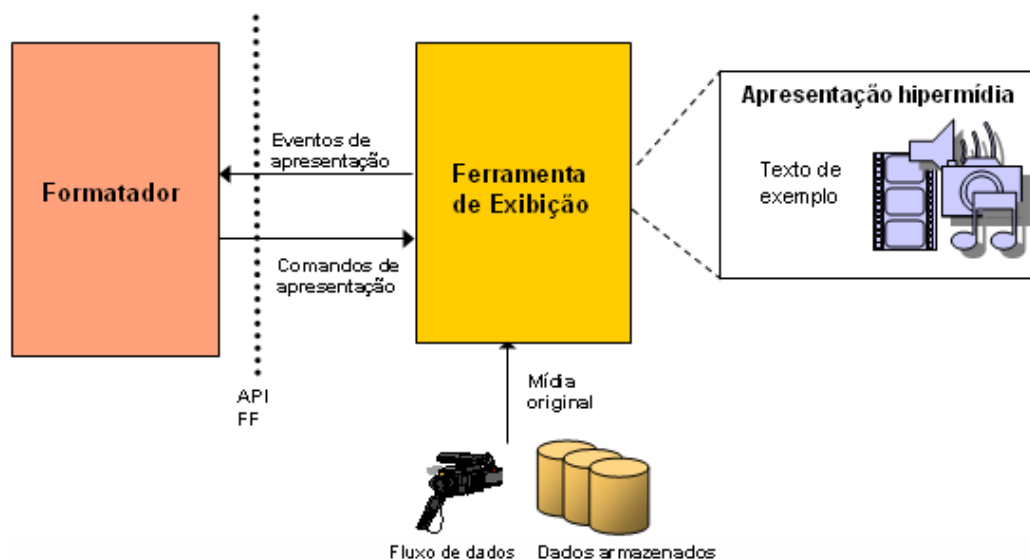 Formatador
Eventos de
apresentação
Comandos de
apresentação
API
FF
Ferramenta
de Exibição
Apresentação hipermídia
Texto de
exemplo
Mídia
original
Fluxo de dados
Dados armazenados